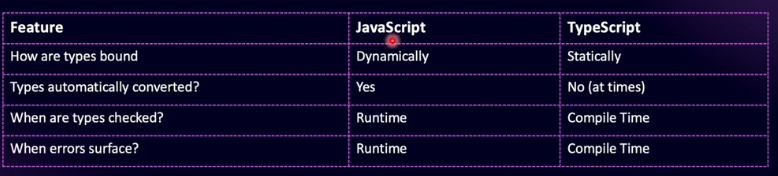 Feature JavaScript TypeScript
How are types bound Dynamically Statically
Types automatically converted? Yes No (at times)
When are types checked? Runtime Compile Time
When errors surface? Runtime Compile Time